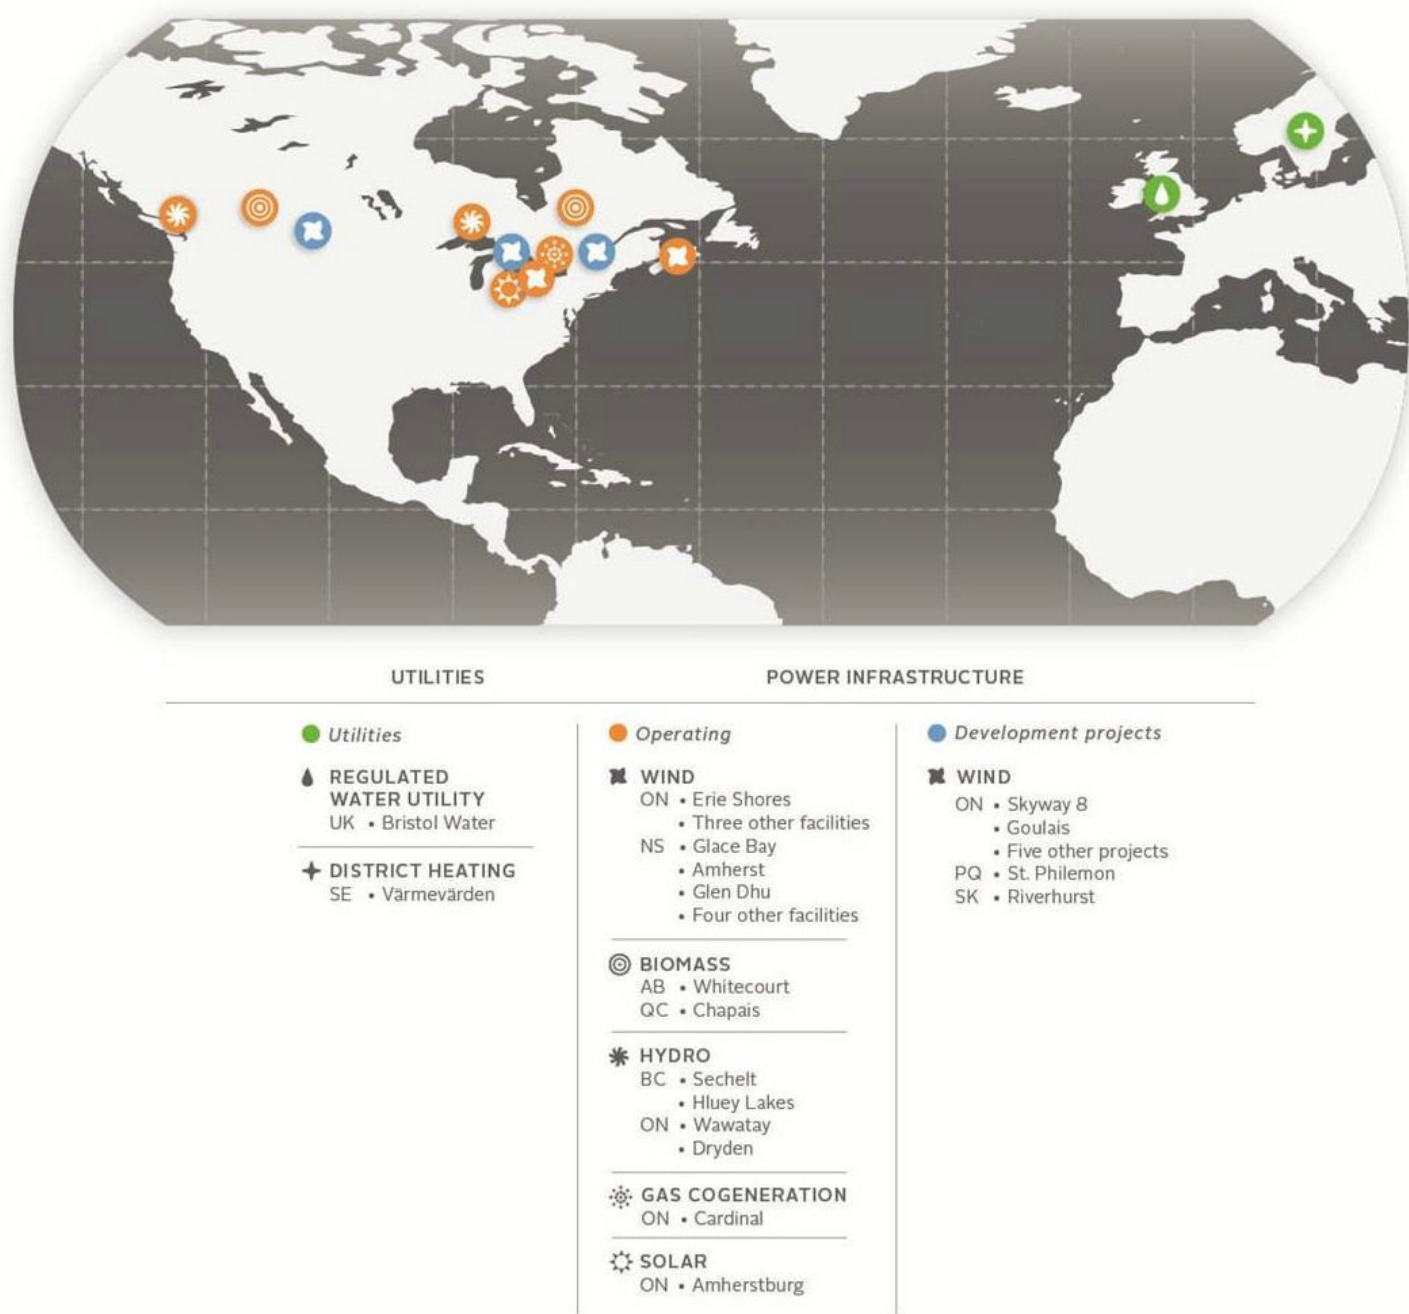 UTILITIES
POWER INFRASTRUCTURE
Utilities
REGULATED
WATER UTILITY
UK • Bristol Water
DISTRICT HEATING
SE • Värmevärden
Operating
WIND
ON • Erie Shores
• Three other facilities
NS • Glace Bay
• Amherst
• Glen Dhu
• Four other facilities
BIOMASS
AB • Whitecourt
QC • Chapais
HYDRO
BC • Sechelt
• Hluey Lakes
ON • Wawatay
• Dryden
GAS COGENERATION
ON • Cardinal
SOLAR
ON • Amherstburg
Development projects
WIND
ON • Skyway 8
• Goulais
• Five other projects
PQ • St. Philemon
SK • Riverhurst